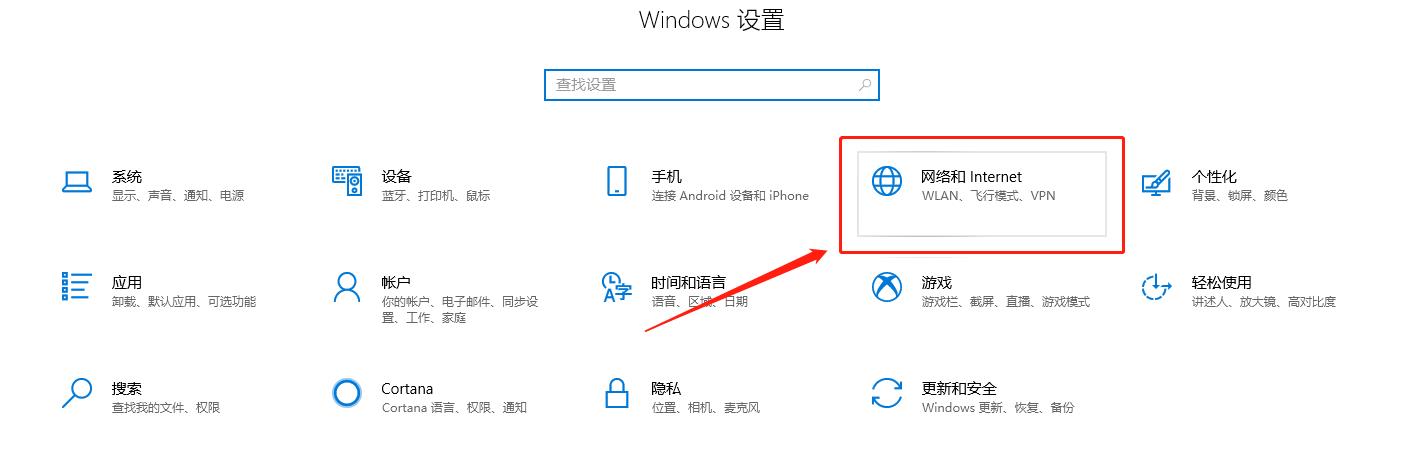 Windows 设置
查找设置
系统
显示、声音、通知、电源
设备
蓝牙、打印机、鼠标
手机
连接 Android 设备和 iPhone
网络和 Internet
WLAN、飞行模式、VPN
个性化
背景、锁屏、颜色
应用
卸载、默认应用、可选功能
帐户
你的帐户、电子邮件、同步设
置、工作、家庭
时间和语言
语音、区域、日期
游戏
游戏栏、截屏、直播、游戏模式
轻松使用
讲述人、放大镜、高对比度
搜索
查找我的文件、权限
Cortana
Cortana 语言、权限、通知
隐私
位置、相机、麦克风
更新和安全
Windows 更新、恢复、备份